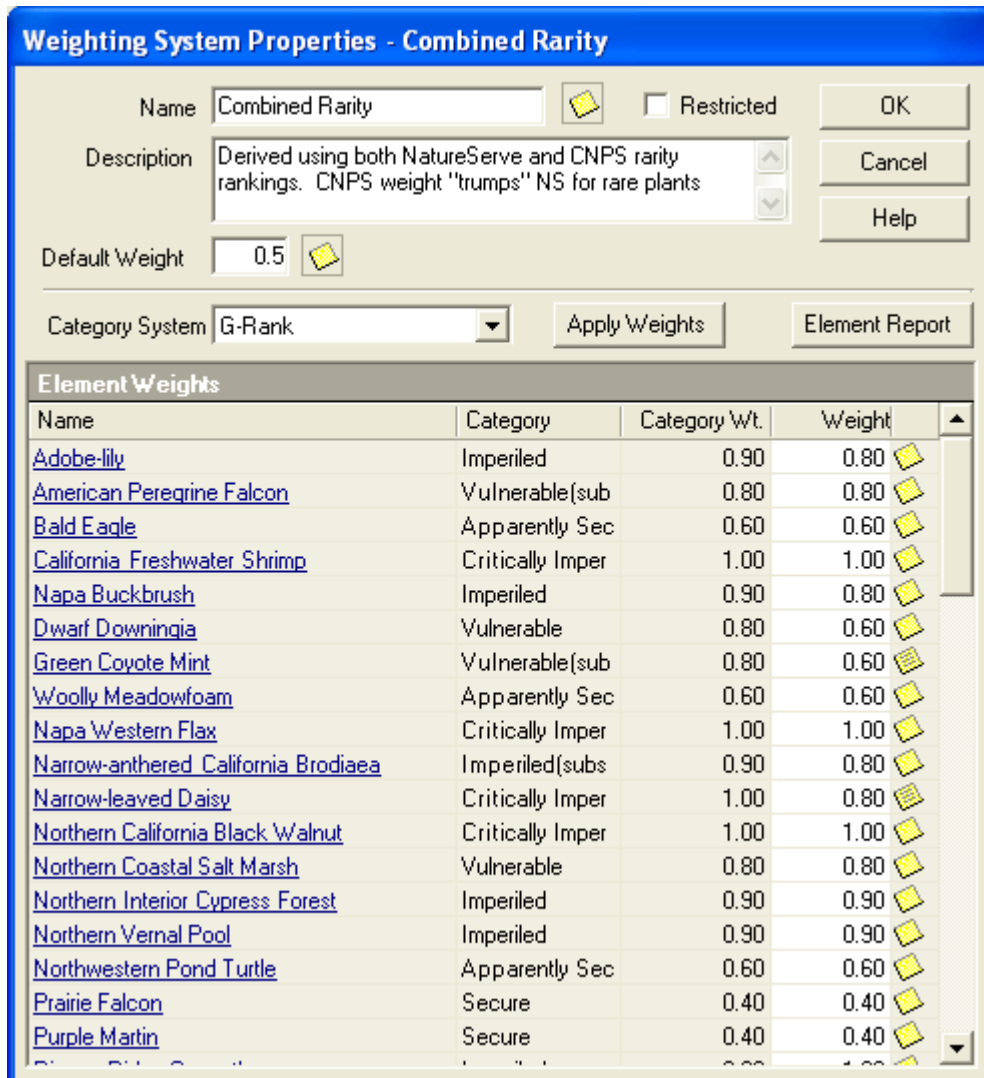 Weighting System Properties - Combined Rarity
Name Combined Rarity Restricted OK
Description Derived using both NatureServe and CNPS rarity
rankings. CNPS weight "trumps" NS for rare plants
Cancel
Help
Default Weight 0.5
Category System G-Rank Apply Weights Element Report
Element Weights
Name Category Category Wt. Weight
Adobe-lily Imperiled 0.90 0.80
American Peregrine Falcon Vulnerable(sub 0.80 0.80
Bald Eagle Apparently Sec 0.60 0.60
California Freshwater Shrimp Critically Imper 1.00 1.00
Napa Buckbrush Imperiled 0.90 0.80
Dwarf Downingia Vulnerable 0.80 0.60
Green Coyote Mint Vulnerable(sub 0.80 0.60
Woolly Meadowfoam Apparently Sec 0.60 0.60
Napa Western Flax Critically Imper 1.00 1.00
Narrow-anthered California Brodiaea Imperiled(subs 0.90 0.80
Narrow-leaved Daisy Critically Imper 1.00 0.80
Northern California Black Walnut Critically Imper 1.00 1.00
Northern Coastal Salt Marsh Vulnerable 0.80 0.80
Northern Interior Cypress Forest Imperiled 0.90 0.90
Northern Vernal Pool Imperiled 0.90 0.90
Northwestern Pond Turtle Apparently Sec 0.60 0.60
Prairie Falcon Secure 0.40 0.40
Purple Martin Secure 0.40 0.40